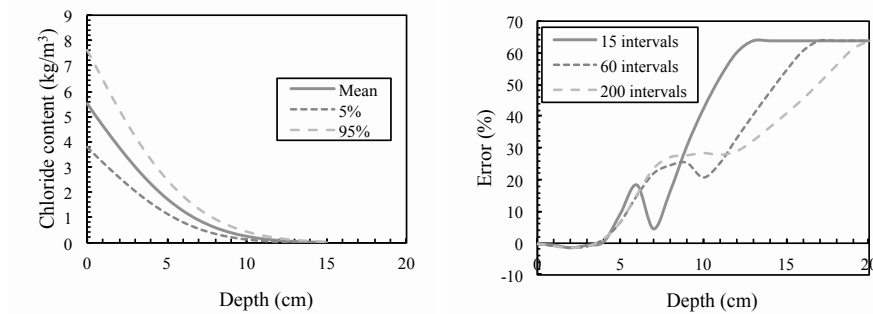 9
8
7
6
5
4
3
2
1
0
Chloride content (kg/m³)
Mean
5%
95%
0 5 10 15 20
Depth (cm)
70
60
50
40
30
20
10
0
-10
Error (%)
15 intervals
60 intervals
200 intervals
0 5 10 15 20
Depth (cm)